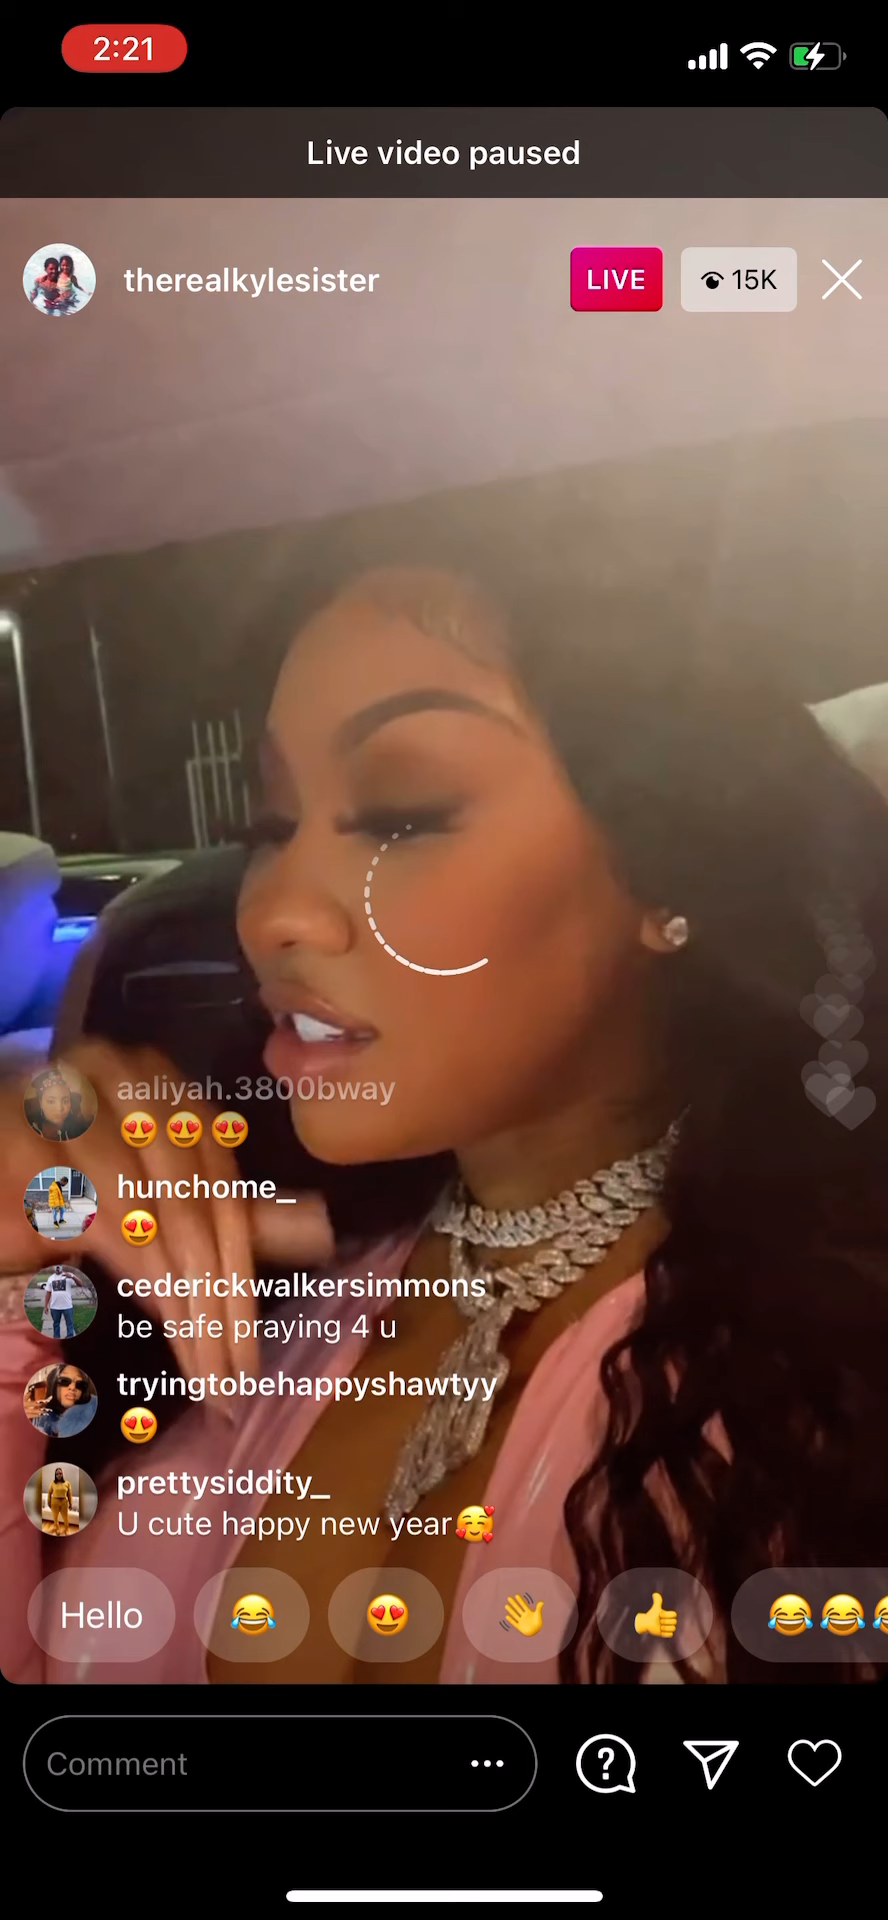 2:21
Live video paused
therealkylesister
LIVE
15K
aaliyah.3800bway
😍😍😍
hunchome_
😍
cederickwalkersimmons
be safe praying 4 u
tryingtobehappyshawtyy
😍
prettysiddity_
U cute happy new year🥰
Hello 😂 😍 👋 👍 😂😂😂
Comment